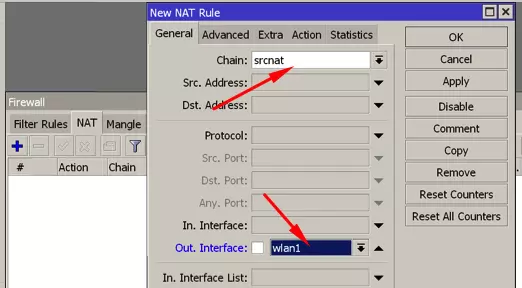 New NAT Rule
General Advanced Extra Action Statistics
Chain: srcnat
Src. Address:
Dst. Address:
Protocol:
Src. Port:
Dst. Port:
Any. Port:
In. Interface:
Out. Interface: wlan1
In. Interface List:
OK
Cancel
Apply
Disable
Comment
Copy
Remove
Reset Counters
Reset All Counters
Firewall
Filter Rules NAT Mangle
# Action Chain